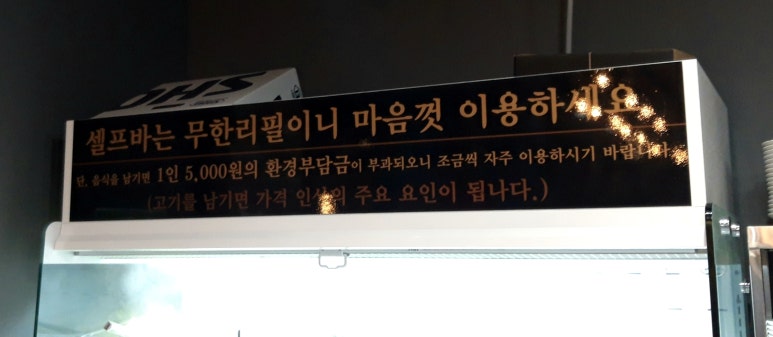 SHO
셀프바는 무한리필이니 마음껏 이용하세요
단, 음식을 남기면 1인 5,000원의 환경부담금이 부과되오니 조금씩 자주 이용하시기 바랍니다.
(고기를 남기면 가격 인상의 주요 요인이 됩니다.)